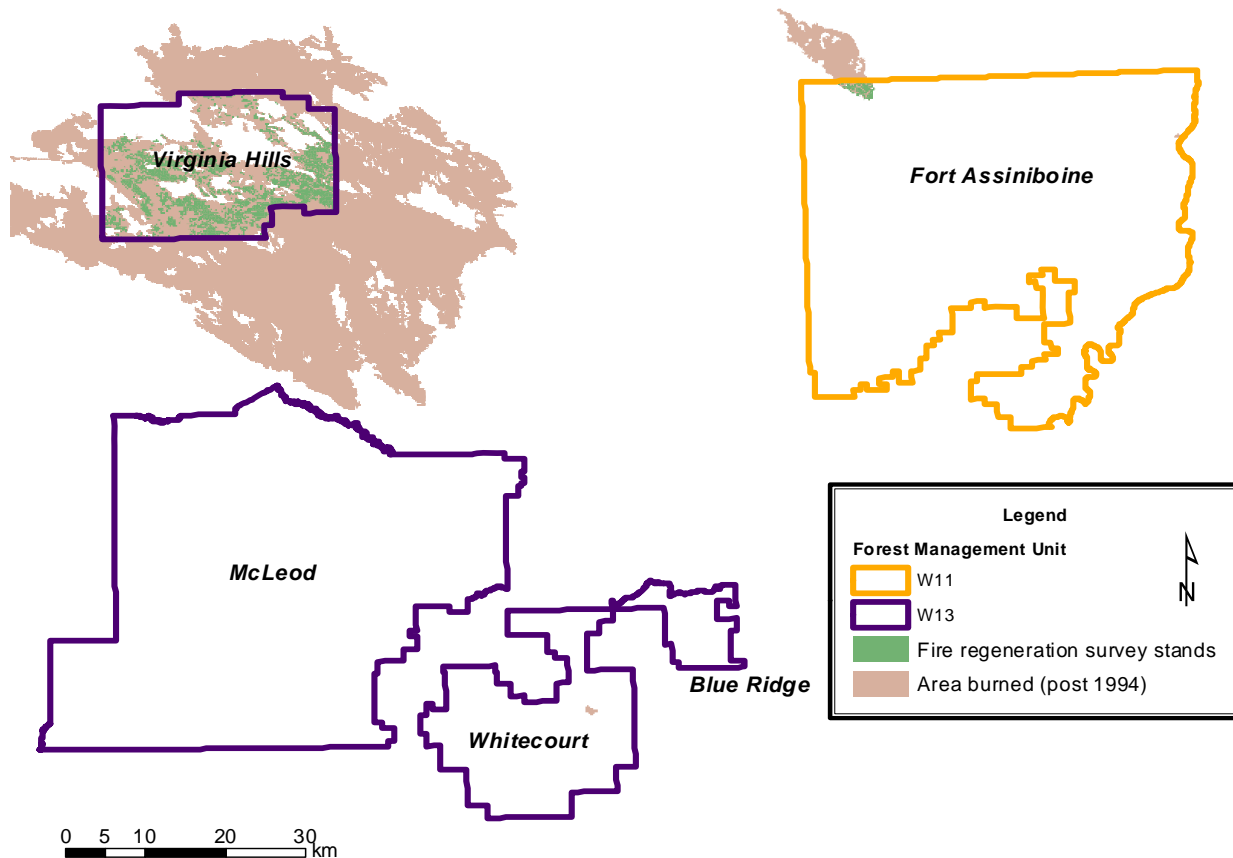 Virginia Hills
Fort Assiniboine
McLeod
Blue Ridge
Whitecourt
Legend
Forest Management Unit
W11
W13
Fire regeneration survey stands
Area burned (post 1994)
N
0 5 10 20 30
km